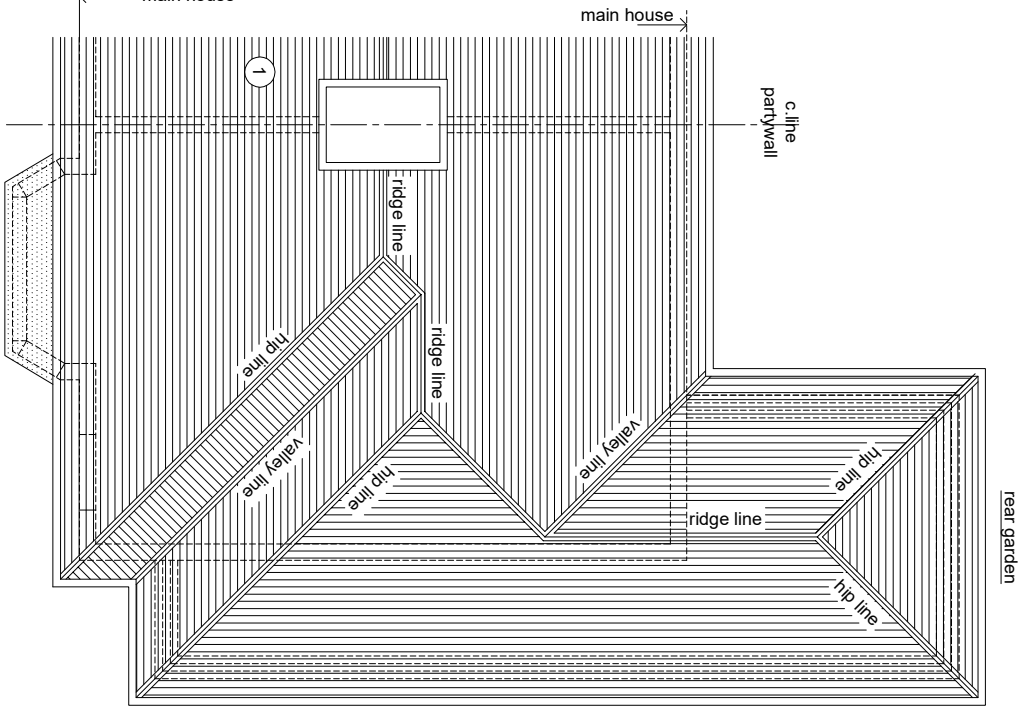 main house
main house
1
c.line
partywall
ridge line
ridge line
hip line
valley line
hip line
valley line
hip line
ridge line
hip line
rear garden